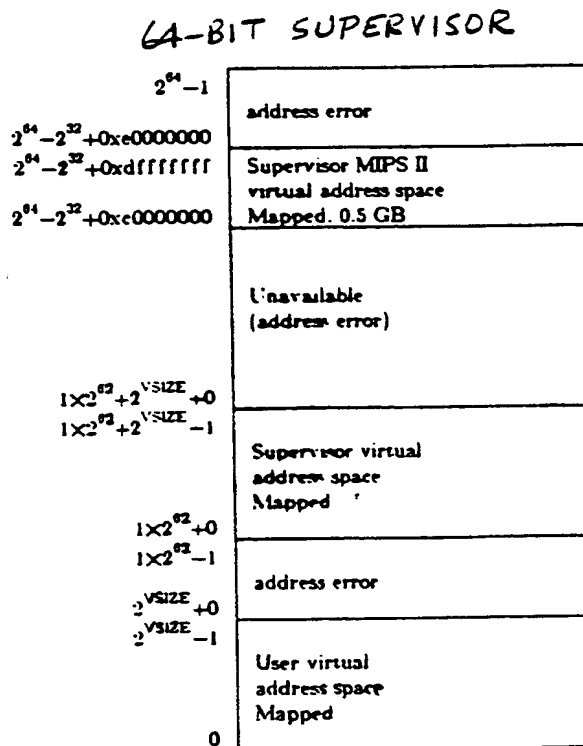 64-BIT SUPERVISOR
2^64−1
address error
2^64−2^32+0xe0000000
2^64−2^32+0xdfffffff
Supervisor MIPS II
virtual address space
2^64−2^32+0xc0000000
Mapped. 0.5 GB
Unavailable
(address error)
1×2^62+2^VSIZE+0
1×2^62+2^VSIZE−1
Supervisor virtual
address space
Mapped
1×2^62+0
1×2^62−1
address error
2^VSIZE+0
2^VSIZE−1
User virtual
address space
Mapped
0